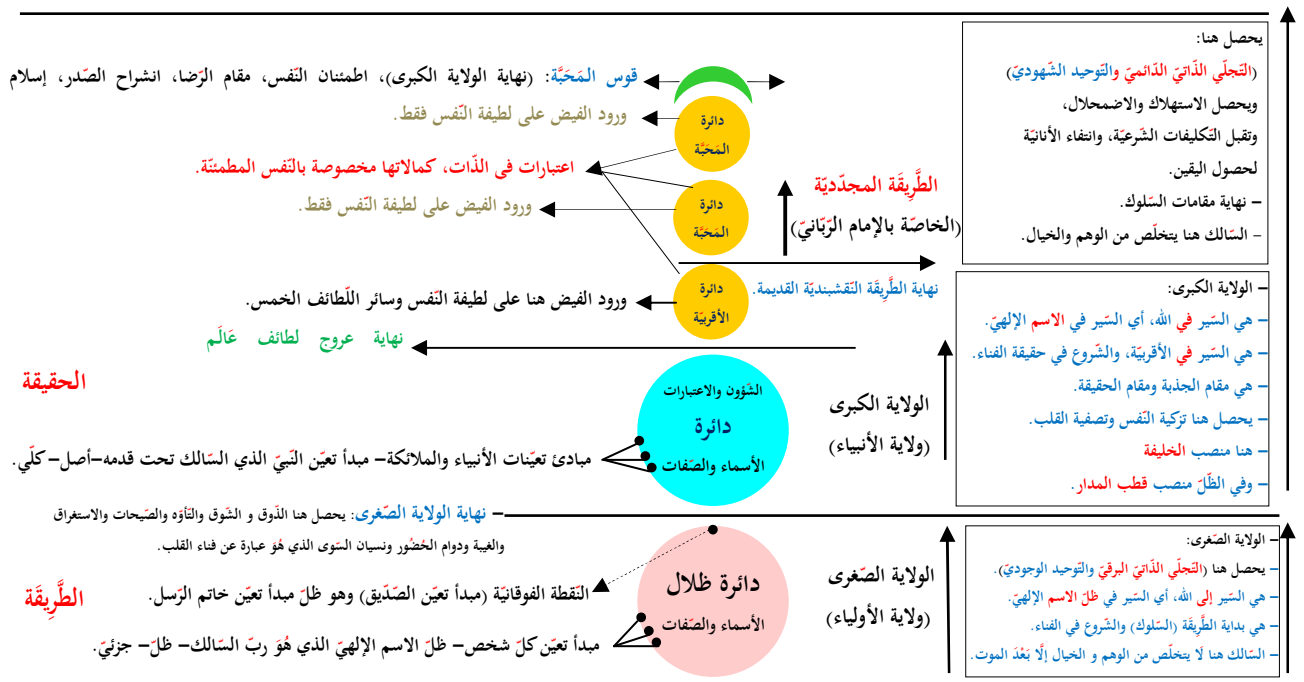 يحصل هنا:
(التّجلّي الذّاتيّ الدّائميّ والتّوحيد الشّهوديّ)
ويحصل الاستهلاك والاضمحلال،
وتقبل التّكليفات الشّرعيّة، وانتفاء الأنانيّة
لحصول اليقين.
– نهاية مقامات السّلوك.
– السّالك هنا يتخلّص من الوهم والخيال.
قوس المَحَبَّة: (نهاية الولاية الكبرى)، اطمئنان النّفس، مقام الرّضا، انشراح الصّدر، إسلام
دائرة
المَحَبَّة
ورود الفيض على لطيفة النّفس فقط.
اعتبارات فى الذّات، كمالاتها مخصوصة بالنّفس المطمئنّة.
دائرة
المَحَبَّة
ورود الفيض على لطيفة النّفس فقط.
الطَّرِيقَة المجدّديّة
(الخاصّة بالإمام الرّبّانيّ)
نهاية الطَّرِيقَة النّقشبنديّة القديمة.
دائرة
الأقربيّة
ورود الفيض هنا على لطيفة النّفس وسائر اللّطائف الخمس.
نهاية عروج لطائف عَالَم
– الولاية الكبرى:
– هي السّير في الله، أي السّير في الاسم الإلهيّ.
– هي السّير في الأقربيّة، والشّروع في حقيقة الفناء.
– هي مقام الجذبة ومقام الحقيقة.
– يحصل هنا تزكية النّفس وتصفية القلب.
– هنا منصب الخليفة
– وفي الظّلّ منصب قطب المدار.
الولاية الكبرى
(ولاية الأنبياء)
الشّؤون والاعتبارات
دائرة
الأسماء والصّفات
الحقيقة
مبادئ تعيّنات الأنبياء والملائكة– مبدأ تعيّن النّبيّ الذي السّالك تحت قدمه–أصل– كلّي.
– نهاية الولاية الصّغرى: يحصل هنا الذّوق و الشّوق والتّأوّه والصّيحات والاستغراق
والغيبة ودوام الحُضُور ونسيان السّوى الذي هُوَ عبارة عن فناء القلب.
– الولاية الصّغرى:
– يحصل هنا (التّجلّي الذّاتيّ البرقيّ والتّوحيد الوجوديّ).
– هي السّير إلى الله، أي السّير في ظلّ الاسم الإلهيّ.
– هي بداية الطَّرِيقَة (السّلوك) والشّروع في الفناء.
– السّالك هنا لَا يتخلّص من الوهم و الخيال إلَّا بَعْدَ الموت.
الولاية الصّغرى
(ولاية الأولياء)
دائرة ظلال
الأسماء والصّفات
النّقطة الفوقانيّة (مبدأ تعيّن الصّدّيق) وهو ظلّ مبدأ تعيّن خاتم الرّسل.
الطَّرِيقَة
مبدأ تعيّن كلّ شخص– ظلّ الاسم الإلهيّ الذي هُوَ ربّ السّالك– ظلّ– جزئيّ.